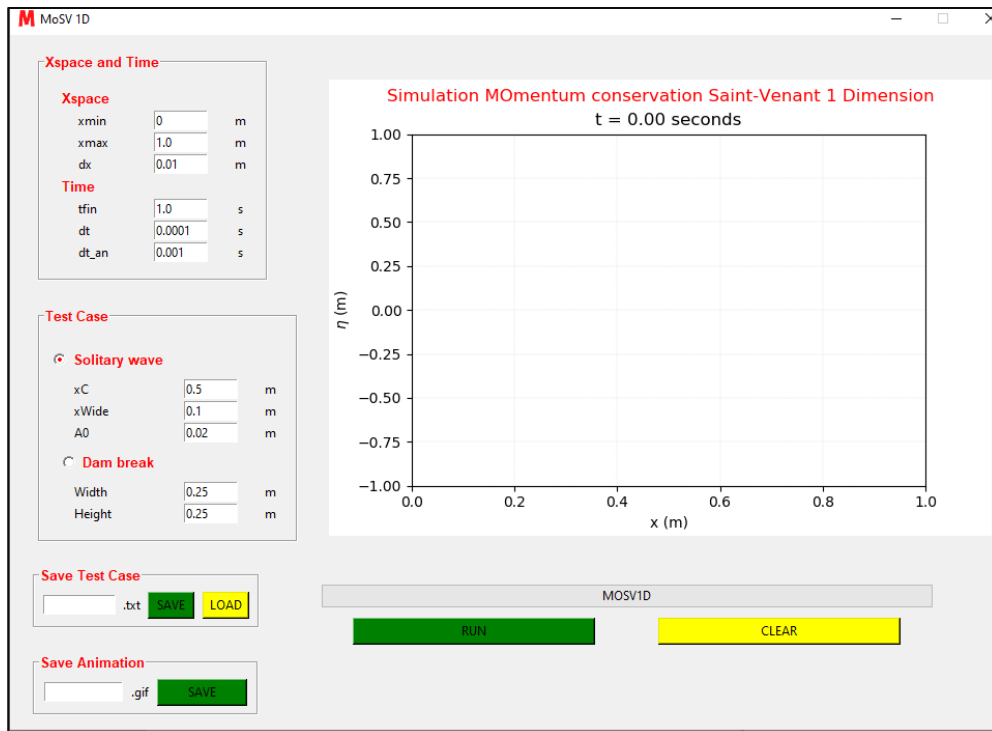 M MoSV 1D
Xspace and Time
Xspace
xmin 0 m
xmax 1.0 m
dx 0.01 m
Time
tfin 1.0 s
dt 0.0001 s
dt_an 0.001 s
Test Case
Solitary wave
xC 0.5 m
xWide 0.1 m
A0 0.02 m
Dam break
Width 0.25 m
Height 0.25 m
Save Test Case
.txt SAVE LOAD
Save Animation
.gif SAVE
Simulation MOmentum conservation Saint-Venant 1 Dimension
t = 0.00 seconds
η (m)
1.00
0.75
0.50
0.25
0.00
−0.25
−0.50
−0.75
−1.00
0.0 0.2 0.4 0.6 0.8 1.0
x (m)
MOSV1D
RUN CLEAR